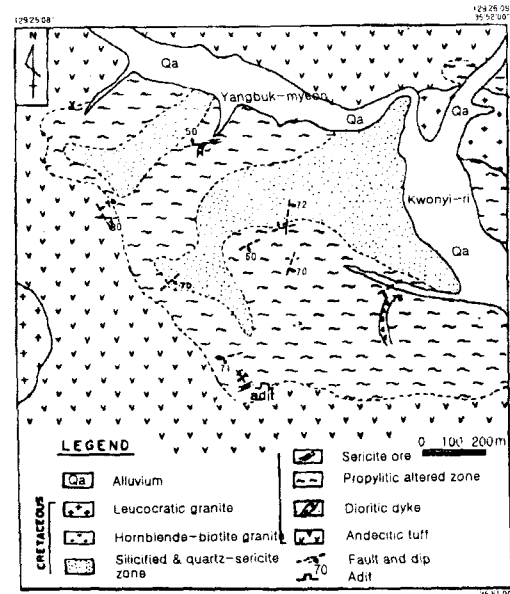 129.25.08'
129.26.09'
35.52.00"
N
Qa
Yangbuk-myeon
Qa
Qa
50
Kwonyi-ri
80
72
60
70
Qa
79
71
adit
LEGEND
0 100 200m
Qa Alluvium
CRETACEOUS
Leucocratic granite
Hornblende-biotite granite
Silicified & quartz-sericite
zone
Sericite ore
Propylitic altered zone
Dioritic dyke
Andecitic tuff
70 Fault and dip
Adit